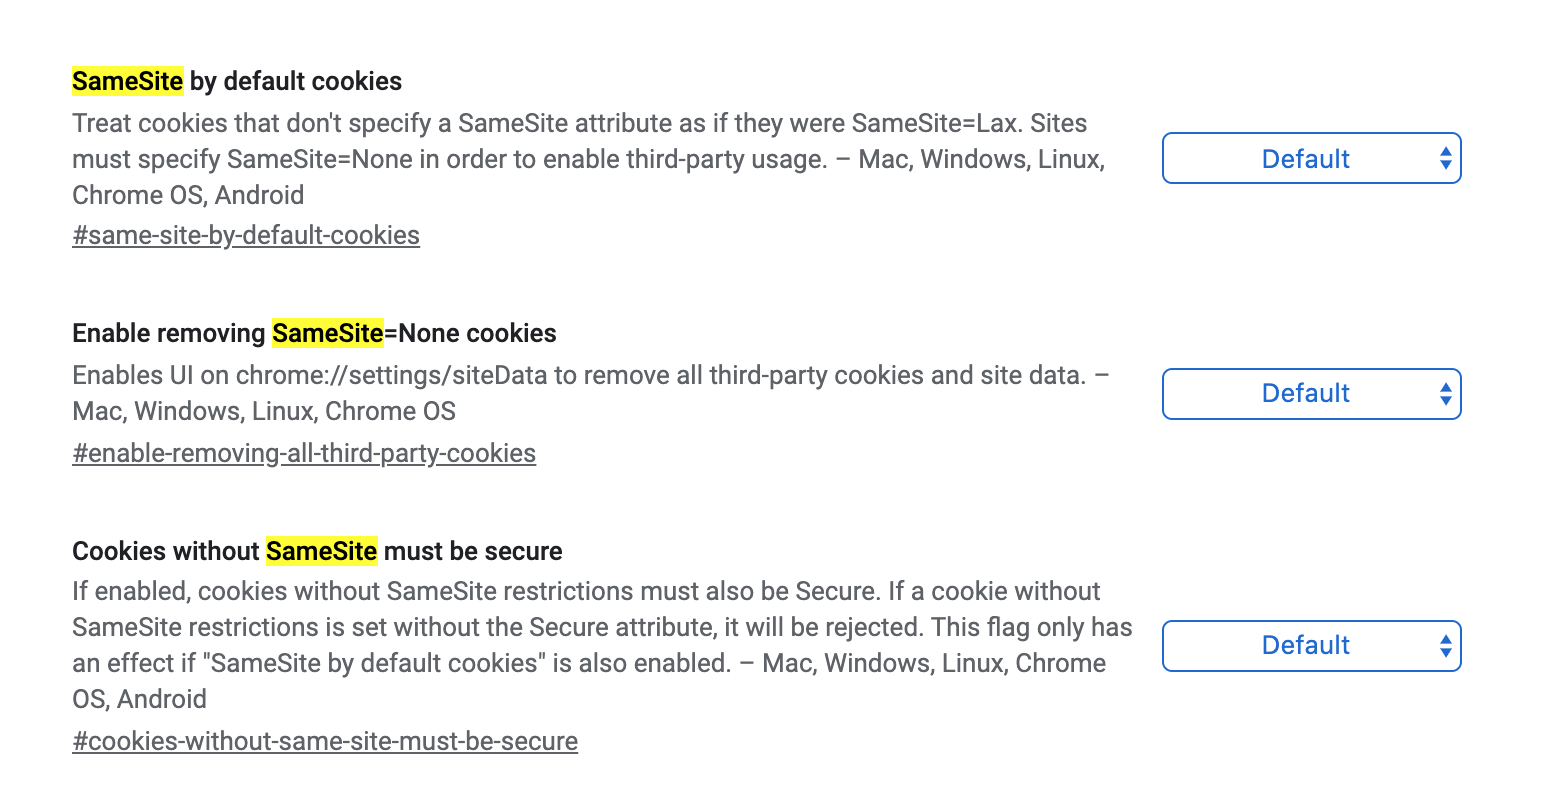 SameSite by default cookies
Treat cookies that don't specify a SameSite attribute as if they were SameSite=Lax. Sites
must specify SameSite=None in order to enable third-party usage. – Mac, Windows, Linux,
Chrome OS, Android
#same-site-by-default-cookies
Default
Enable removing SameSite=None cookies
Enables UI on chrome://settings/siteData to remove all third-party cookies and site data. –
Mac, Windows, Linux, Chrome OS
#enable-removing-all-third-party-cookies
Default
Cookies without SameSite must be secure
If enabled, cookies without SameSite restrictions must also be Secure. If a cookie without
SameSite restrictions is set without the Secure attribute, it will be rejected. This flag only has
an effect if "SameSite by default cookies" is also enabled. – Mac, Windows, Linux, Chrome
OS, Android
#cookies-without-same-site-must-be-secure
Default